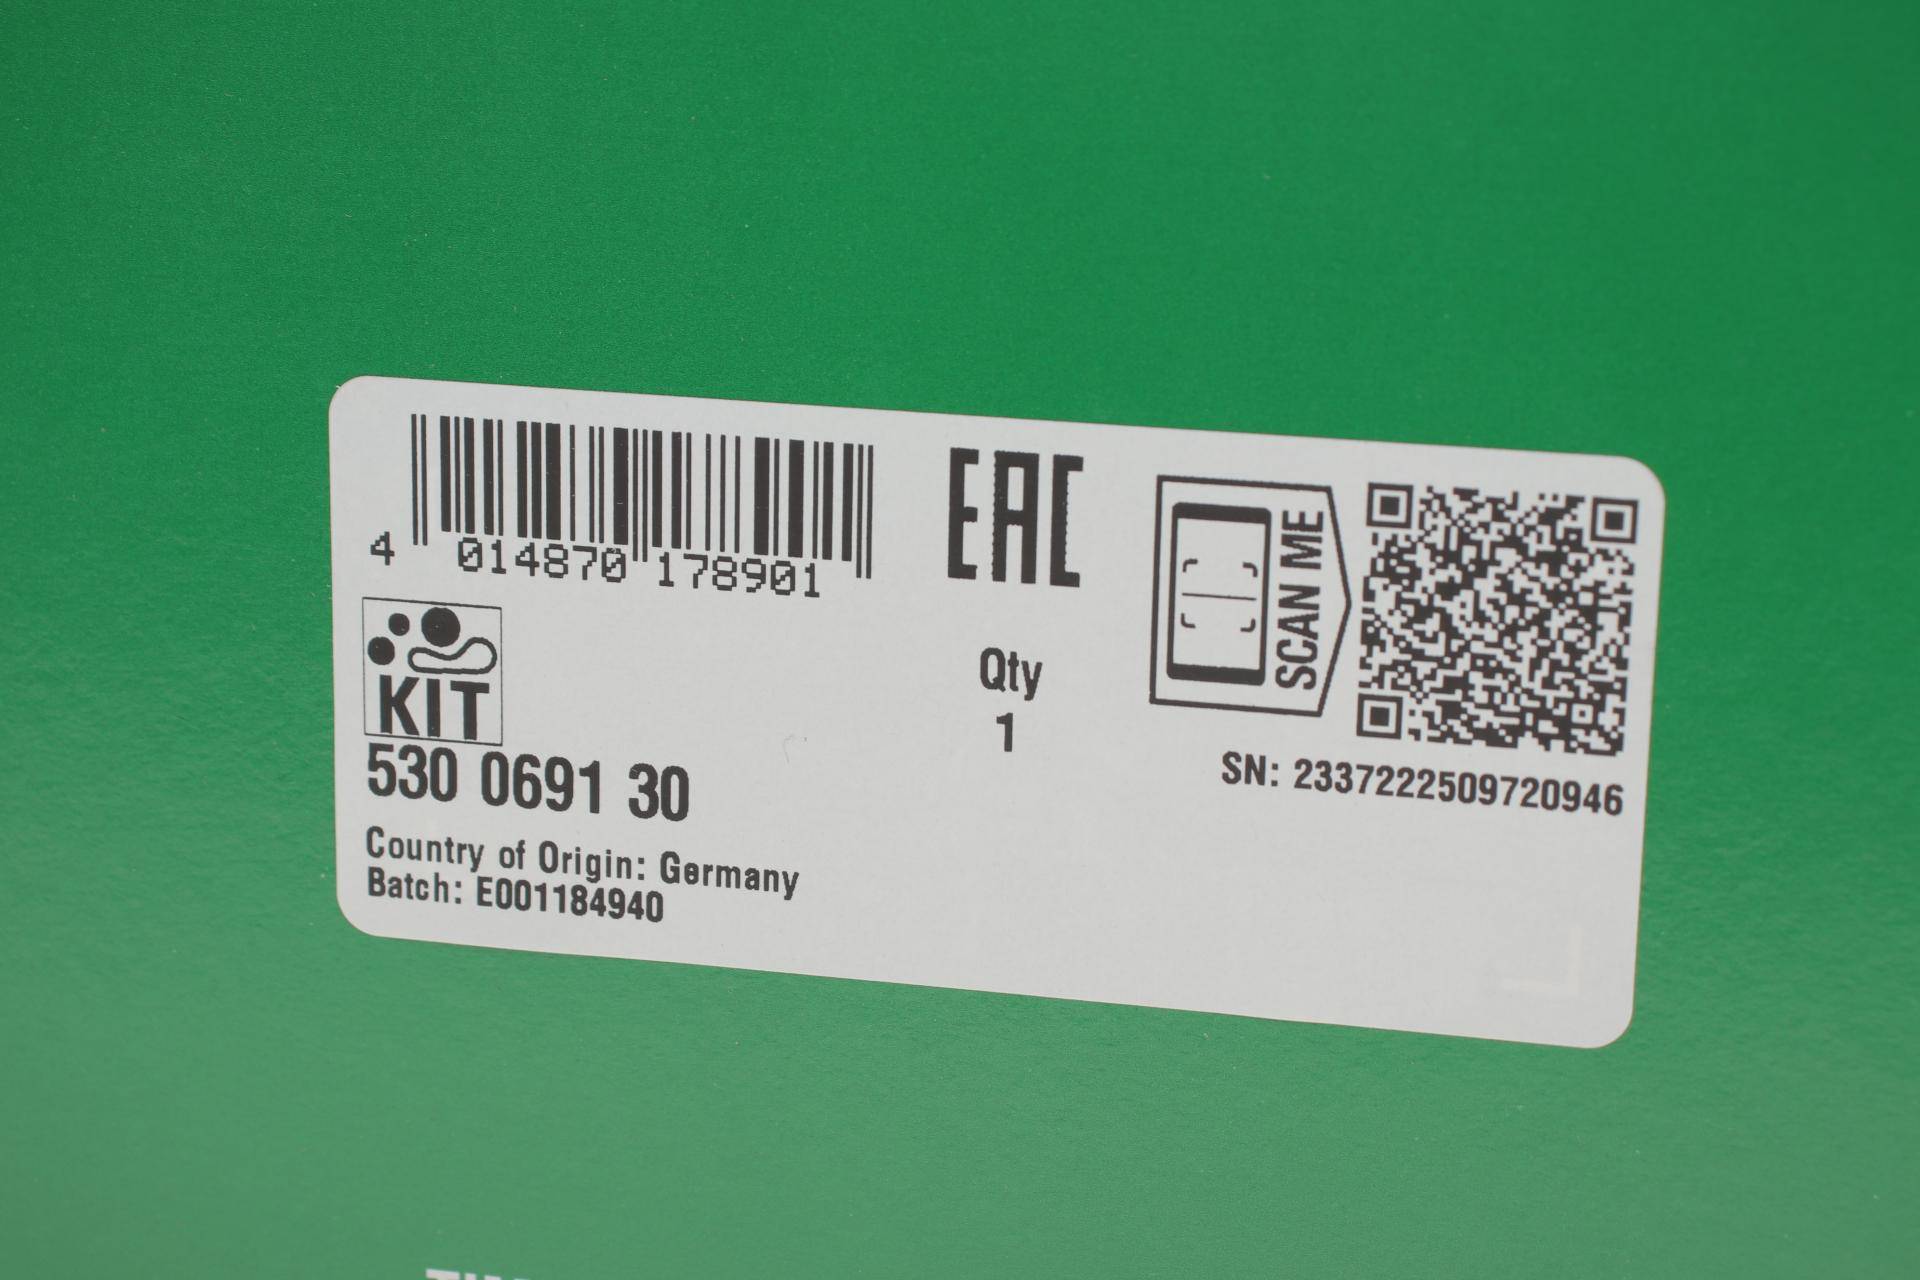 4 014870 178901
EAC
SCAN ME
KIT
Qty
1
530 0691 30
SN: 2337222509720946
Country of Origin: Germany
Batch: E001184940